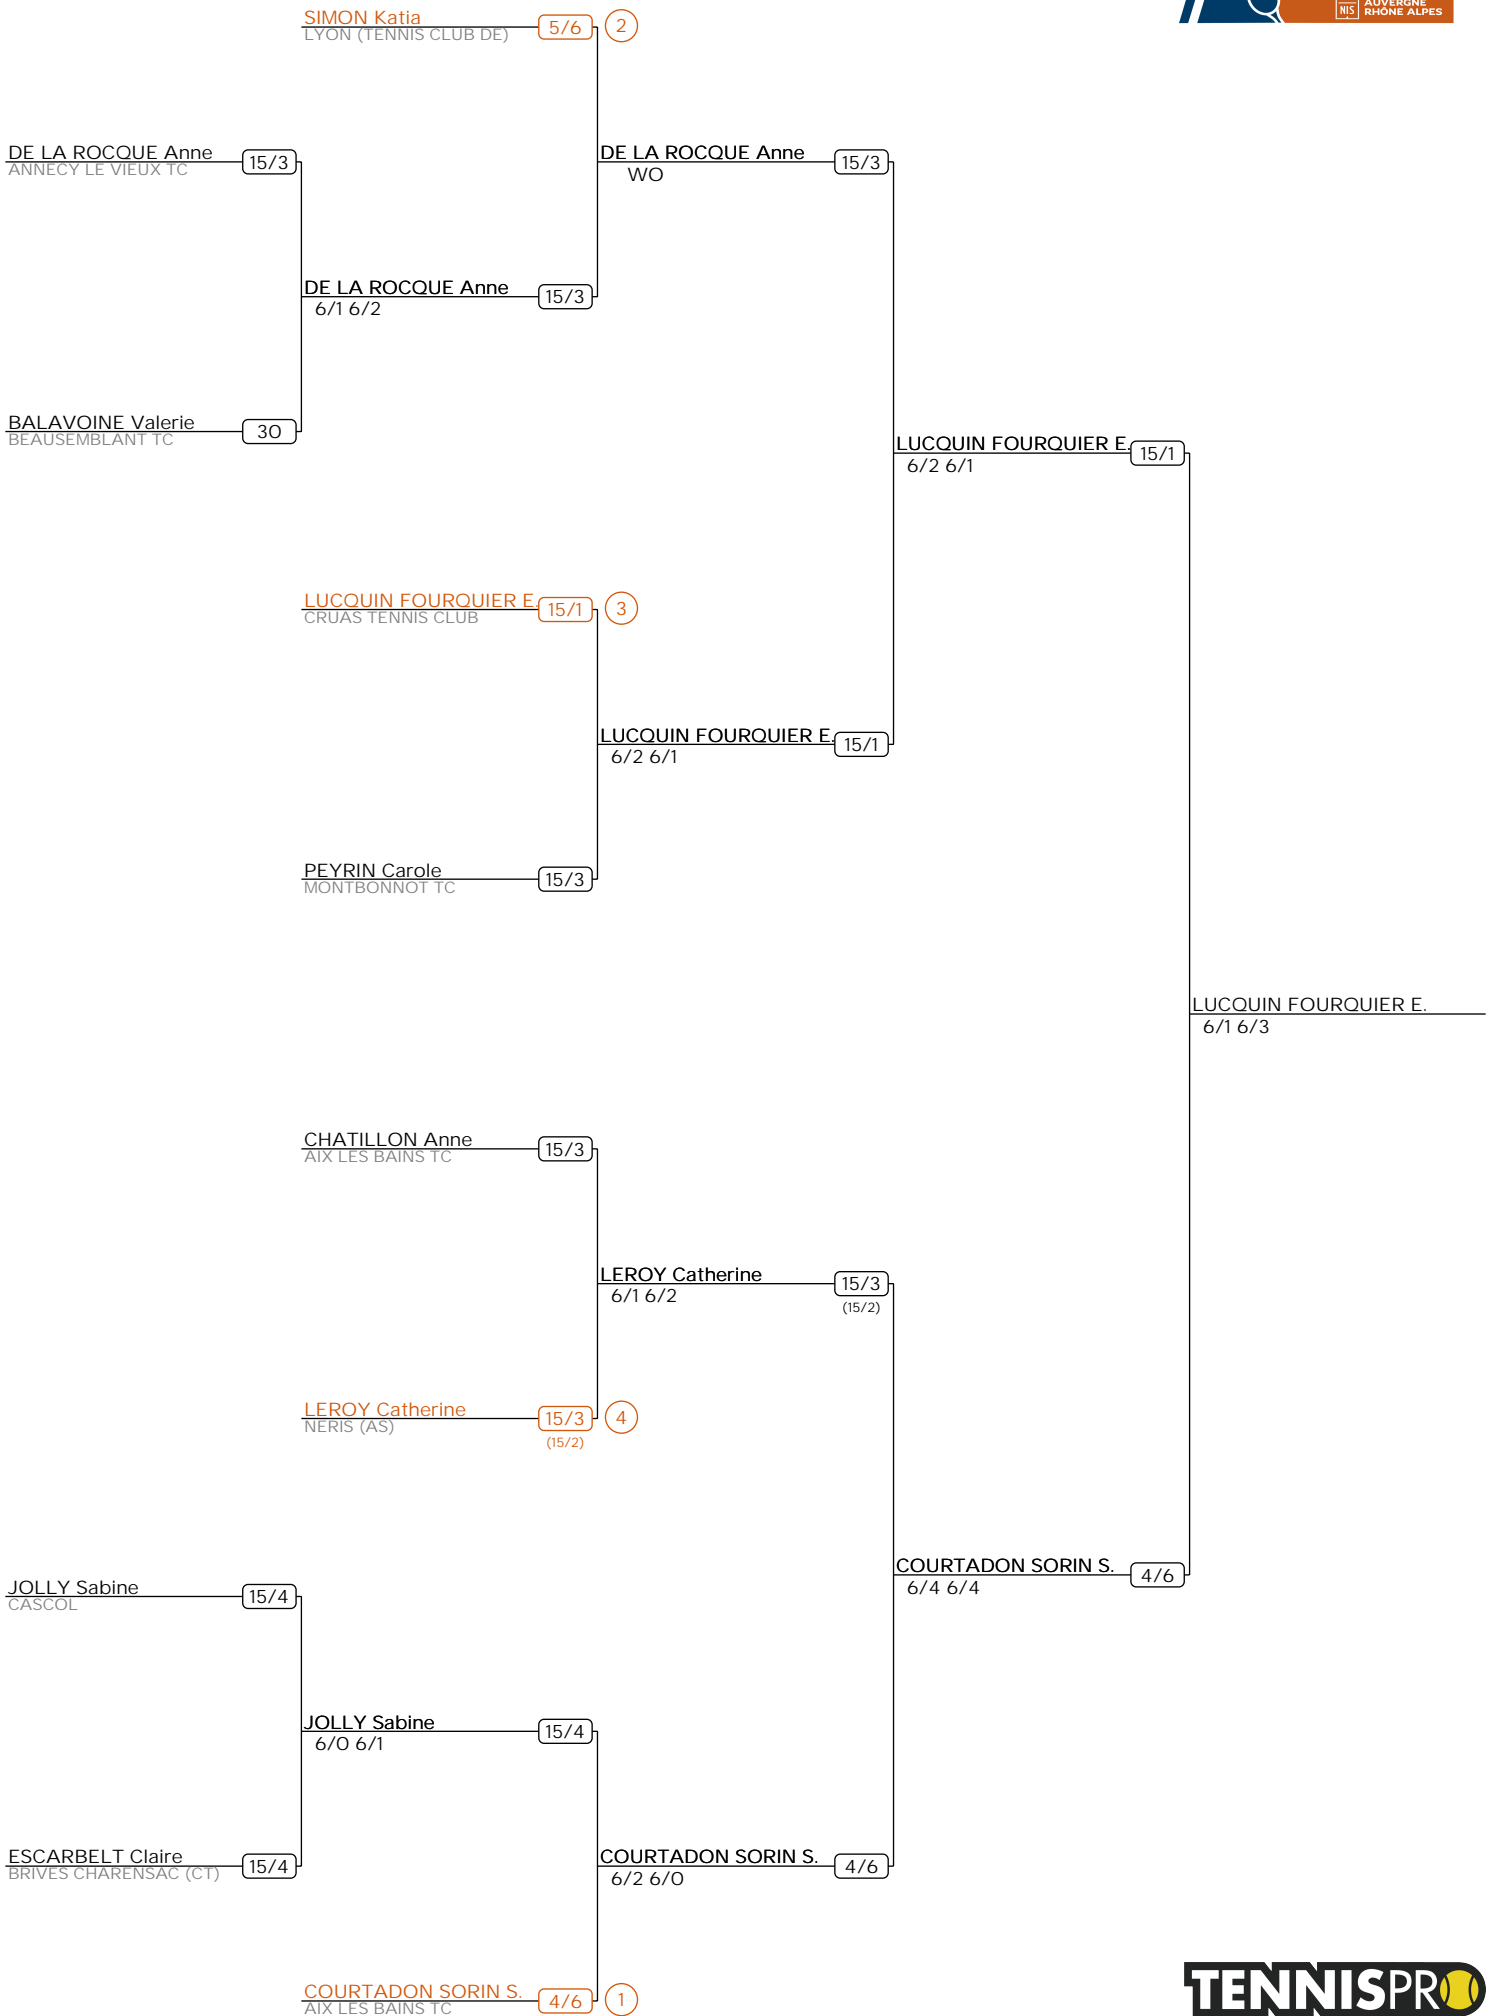 AUVERGNE
NIS RHÔNE ALPES
SIMON Katia
LYON (TENNIS CLUB DE)
5/6
2
DE LA ROCQUE Anne
ANNECY LE VIEUX TC
15/3
DE LA ROCQUE Anne
WO
15/3
DE LA ROCQUE Anne
6/1 6/2
15/3
BALAVOINE Valerie
BEAUSEMBLANT TC
30
LUCQUIN FOURQUIER E.
6/2 6/1
15/1
LUCQUIN FOURQUIER E.
CRUAS TENNIS CLUB
15/1
3
LUCQUIN FOURQUIER E.
6/2 6/1
15/1
PEYRIN Carole
MONTBONNOT TC
15/3
LUCQUIN FOURQUIER E.
6/1 6/3
CHATILLON Anne
AIX LES BAINS TC
15/3
LEROY Catherine
6/1 6/2
15/3
(15/2)
LEROY Catherine
NERIS (AS)
15/3
(15/2)
4
COURTADON SORIN S.
6/4 6/4
4/6
JOLLY Sabine
CASCOL
15/4
JOLLY Sabine
6/0 6/1
15/4
ESCARBELT Claire
BRIVES CHARENSAC (CT)
15/4
COURTADON SORIN S.
6/2 6/0
4/6
COURTADON SORIN S.
AIX LES BAINS TC
4/6
1
TENNISPRO